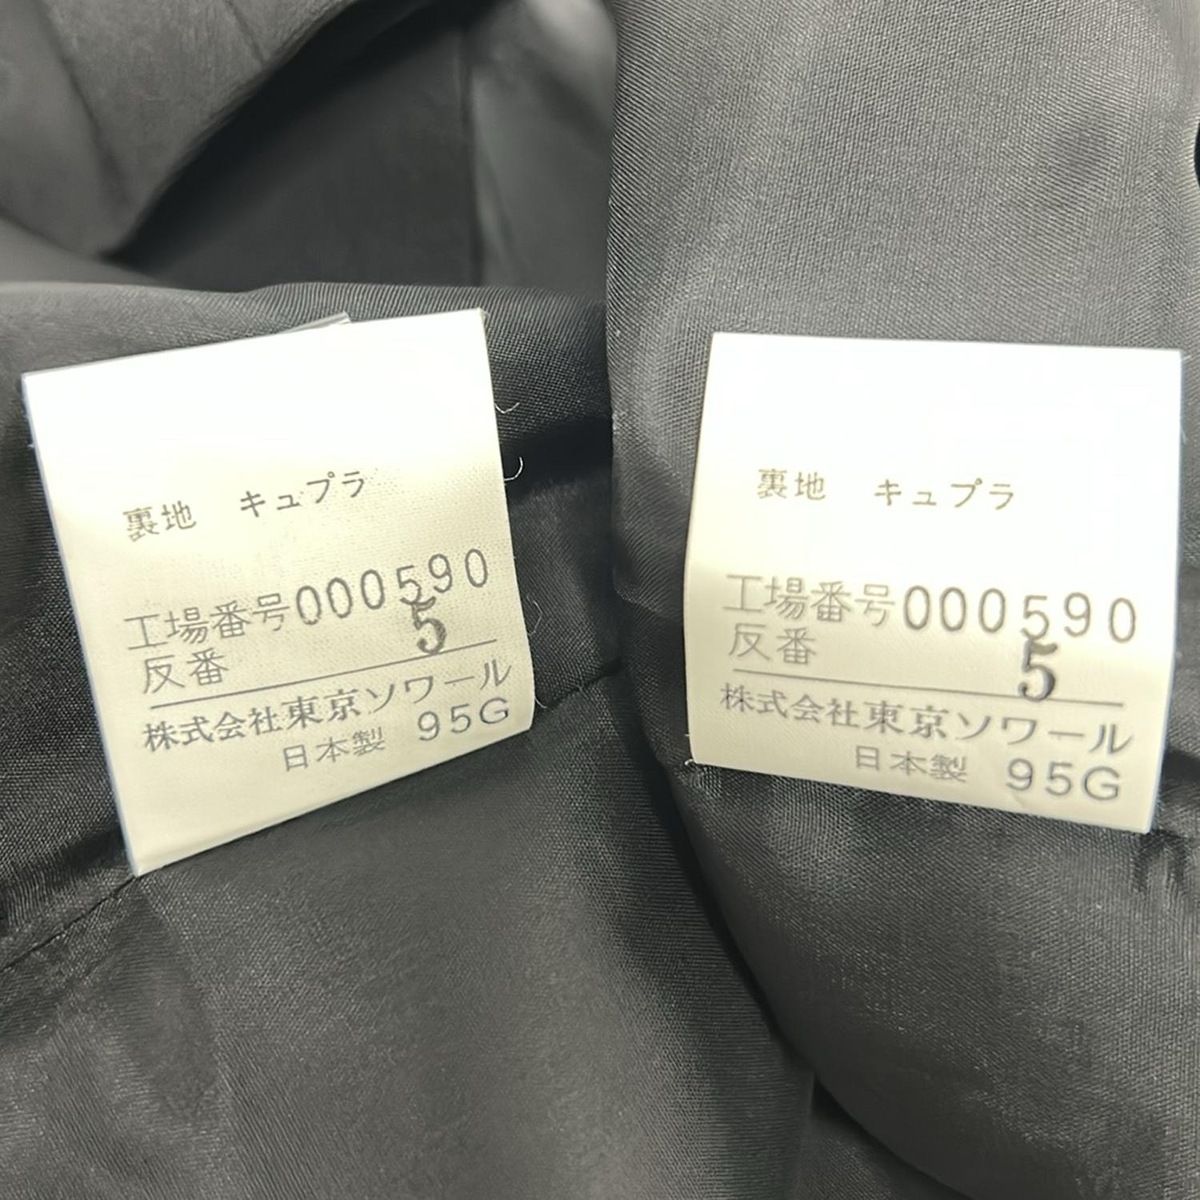 裏地　キュプラ
工場番号000590
反番　5
株式会社東京ソワール
日本製 95G
裏地　キュプラ
工場番号000590
反番　5
株式会社東京ソワール
日本製 95G